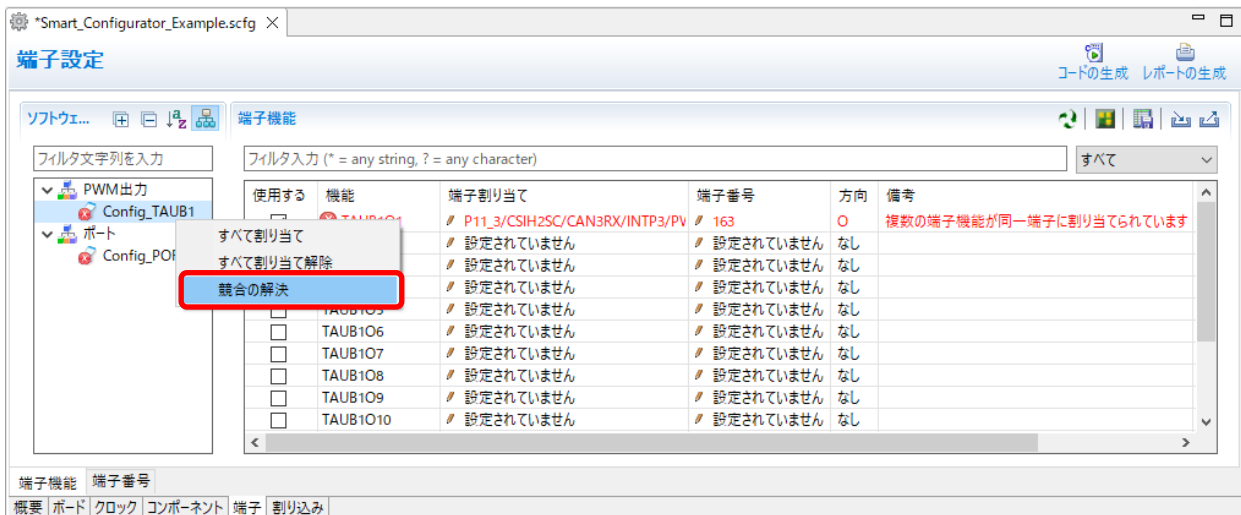 *Smart_Configurator_Example.scfg
端子設定
コードの生成 レポートの生成
ソフトウェ...
端子機能
フィルタ文字列を入力
フィルタ入力 (* = any string, ? = any character)
すべて
PWM出力
Config_TAUB1
ポート
すべて割り当て
すべて割り当て解除
競合の解決
使用する 機能 端子割り当て 端子番号 方向 備考
TAUB1O1 P11_3/CSIH2SC/CAN3RX/INTP3/PV 163 O 複数の端子機能が同一端子に割り当てられています
設定されていません 設定されていません なし
設定されていません 設定されていません なし
設定されていません 設定されていません なし
TAUB1O5 設定されていません 設定されていません なし
TAUB1O6 設定されていません 設定されていません なし
TAUB1O7 設定されていません 設定されていません なし
TAUB1O8 設定されていません 設定されていません なし
TAUB1O9 設定されていません 設定されていません なし
TAUB1O10 設定されていません 設定されていません なし
端子機能 端子番号
概要 ボード クロック コンポーネント 端子 割り込み